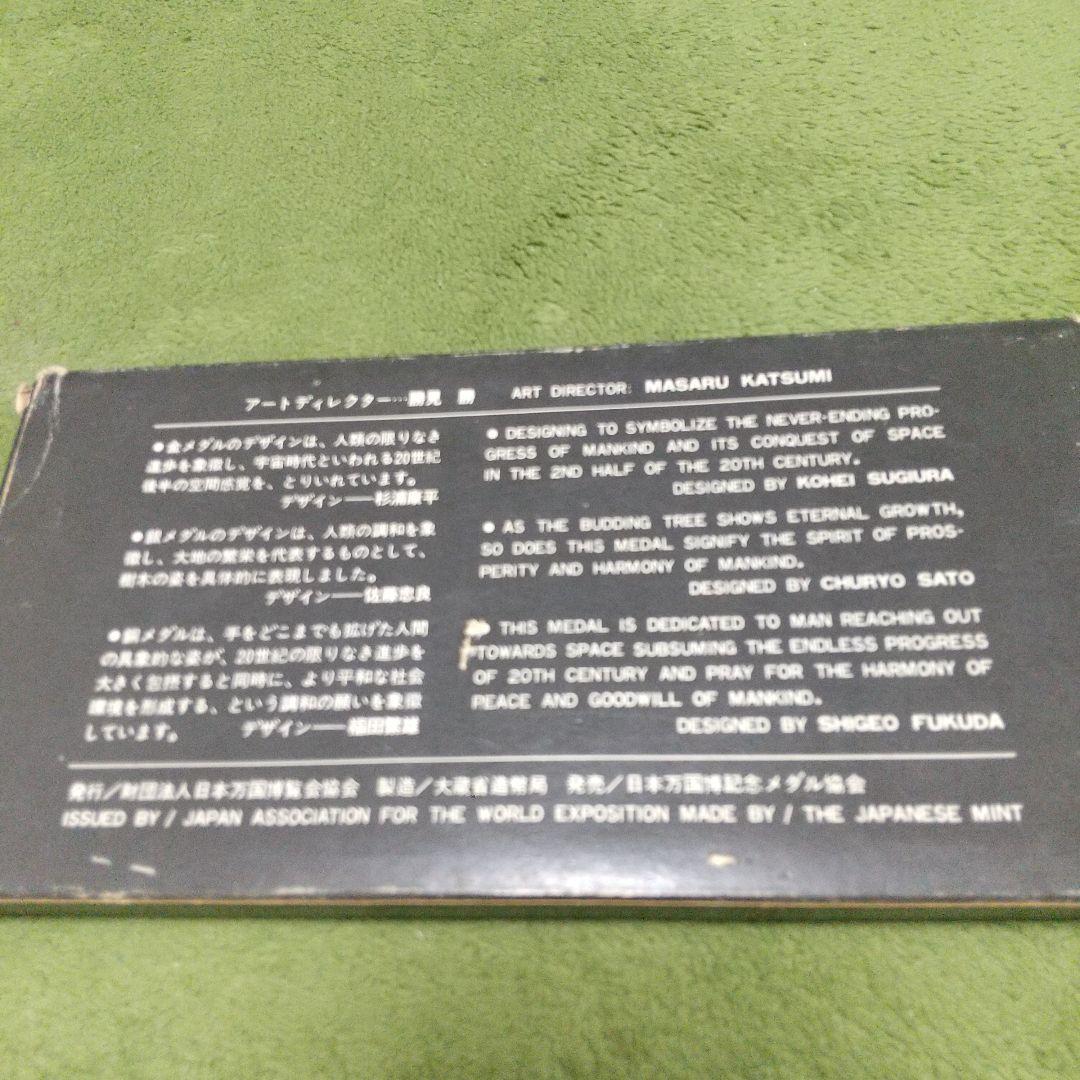 アートディレクター…勝見 勝 ART DIRECTOR: MASARU KATSUMI
●金メダルのデザインは、人類の限りなき
進歩を象徴し、宇宙時代といわれる20世紀
後半の空間感覚を、とりいれています。
デザイン──杉浦康平
●銀メダルのデザインは、人類の調和を象
徴し、大地の繁栄を代表するものとして、
樹木の姿を具体的に表現しました。
デザイン──佐藤忠良
●銅メダルは、手をどこまでも拡げた人間
の具象的な姿が、20世紀の限りなき進歩を
大きく包摂すると同時に、より平和な社会
環境を形成する、という調和の願いを象徴
しています。 デザイン──福田繁雄
● DESIGNING TO SYMBOLIZE THE NEVER-ENDING PRO-
GRESS OF MANKIND AND ITS CONQUEST OF SPACE
IN THE 2ND HALF OF THE 20TH CENTURY.
DESIGNED BY KOHEI SUGIURA
● AS THE BUDDING TREE SHOWS ETERNAL GROWTH,
SO DOES THIS MEDAL SIGNIFY THE SPIRIT OF PROS-
PERITY AND HARMONY OF MANKIND.
DESIGNED BY CHURYO SATO
● THIS MEDAL IS DEDICATED TO MAN REACHING OUT
TOWARDS SPACE SUBSUMING THE ENDLESS PROGRESS
OF 20TH CENTURY AND PRAY FOR THE HARMONY OF
PEACE AND GOODWILL OF MANKIND.
DESIGNED BY SHIGEO FUKUDA
発行／財団法人日本万国博覧会協会 製造／大蔵省造幣局 発売／日本万国博記念メダル協会
ISSUED BY / JAPAN ASSOCIATION FOR THE WORLD EXPOSITION MADE BY / THE JAPANESE MINT